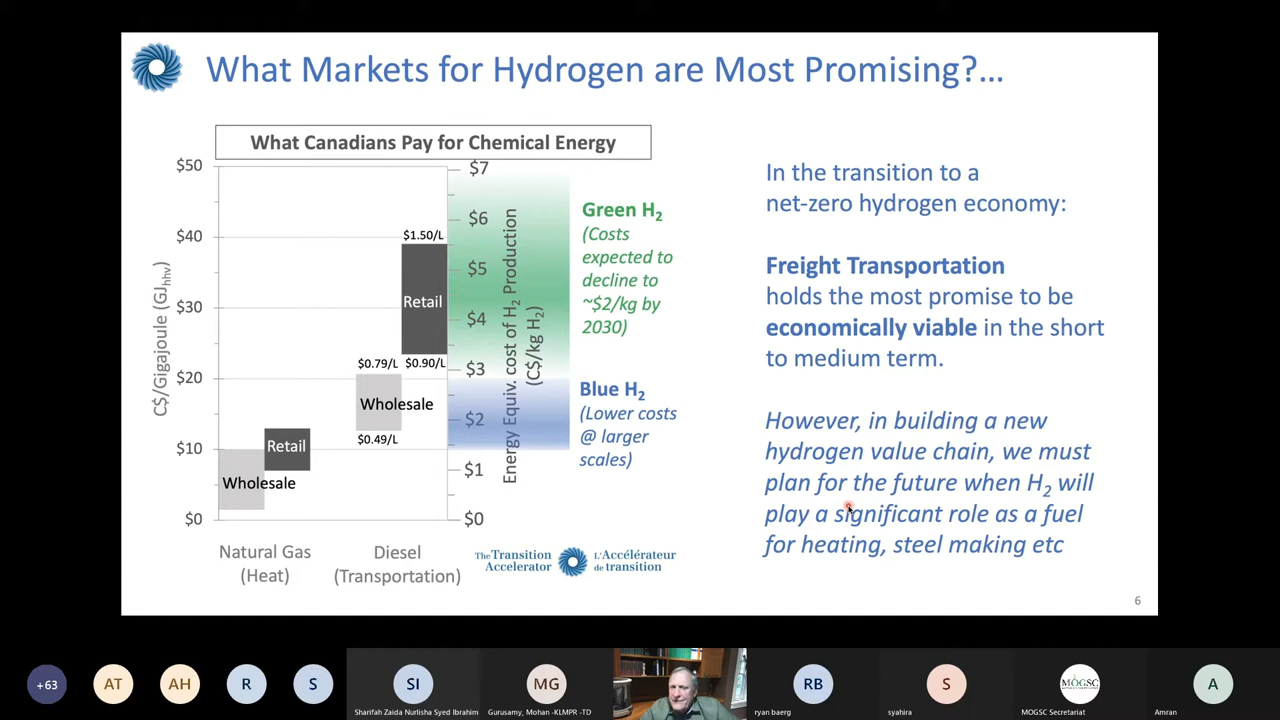 What Markets for Hydrogen are Most Promising?...
What Canadians Pay for Chemical Energy
C$/Gigajoule (GJhhv)
$50
$40
$30
$20
$10
$0
$1.50/L
Retail
$0.79/L
$0.90/L
Wholesale
$0.49/L
Retail
Wholesale
Natural Gas
(Heat)
Diesel
(Transportation)
$7
$6
$5
$4
$3
$2
$1
$0
Energy Equiv. cost of H2 Production
(C$/kg H2)
Green H2
(Costs
expected to
decline to
~$2/kg by
2030)
Blue H2
(Lower costs
@ larger
scales)
The Transition
Accelerator
L'Accélérateur
de transition
In the transition to a
net-zero hydrogen economy:
Freight Transportation
holds the most promise to be
economically viable in the short
to medium term.
However, in building a new
hydrogen value chain, we must
plan for the future when H2 will
play a significant role as a fuel
for heating, steel making etc
6
+63
AT
AH
R
S
SI
Sharifah Zaida Nurlisha Syed Ibrahim
MG
Gurusamy, Mohan -KLMPR -TD
RB
ryan baerg
S
syahira
MOGSC
MOGSC Secretariat
A
Amran